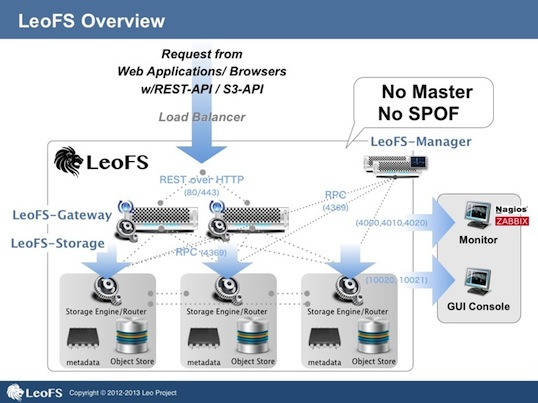 LeoFS Overview
Request from
Web Applications/ Browsers
w/REST-API / S3-API
Load Balancer
No Master
No SPOF
LeoFS-Manager
LeoFS
REST over HTTP
(80/443)
RPC
(4369)
LeoFS-Gateway
(4000,4010,4020)
Nagios
ZABBIX
Monitor
LeoFS-Storage
RPC (4369)
(10020, 10021)
GUI Console
Storage Engine/Router
Storage Engine/Router
Storage Engine/Router
metadata
Object Store
metadata
Object Store
metadata
Object Store
LeoFS
Copyright © 2012-2013 Leo Project